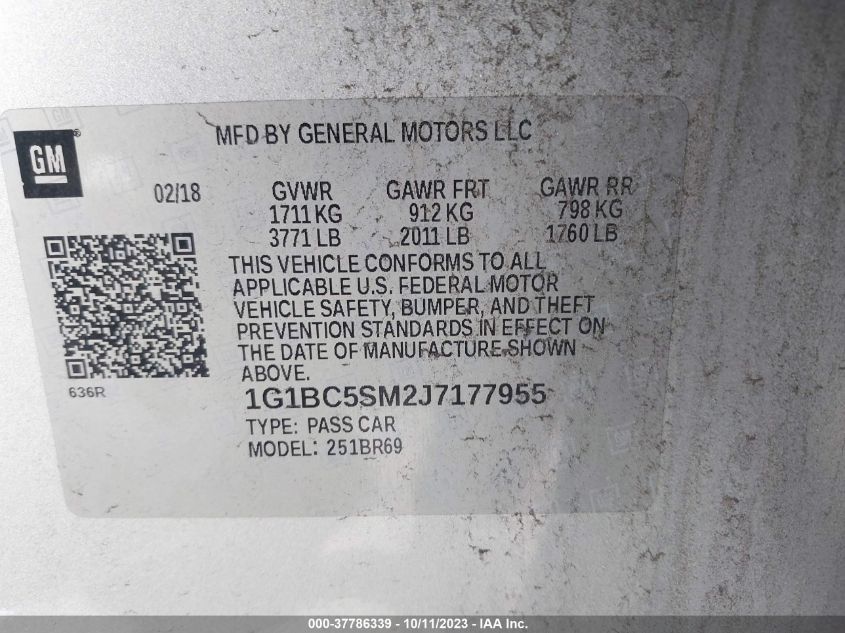 MFD BY GENERAL MOTORS LLC
GM®
02/18 GVWR GAWR FRT GAWR RR
1711 KG 912 KG 798 KG
3771 LB 2011 LB 1760 LB
THIS VEHICLE CONFORMS TO ALL
APPLICABLE U.S. FEDERAL MOTOR
VEHICLE SAFETY, BUMPER, AND THEFT
PREVENTION STANDARDS IN EFFECT ON
THE DATE OF MANUFACTURE SHOWN
ABOVE.
636R
1G1BC5SM2J7177955
TYPE: PASS CAR
MODEL: 251BR69
000-37786339 - 10/11/2023 - IAA Inc.